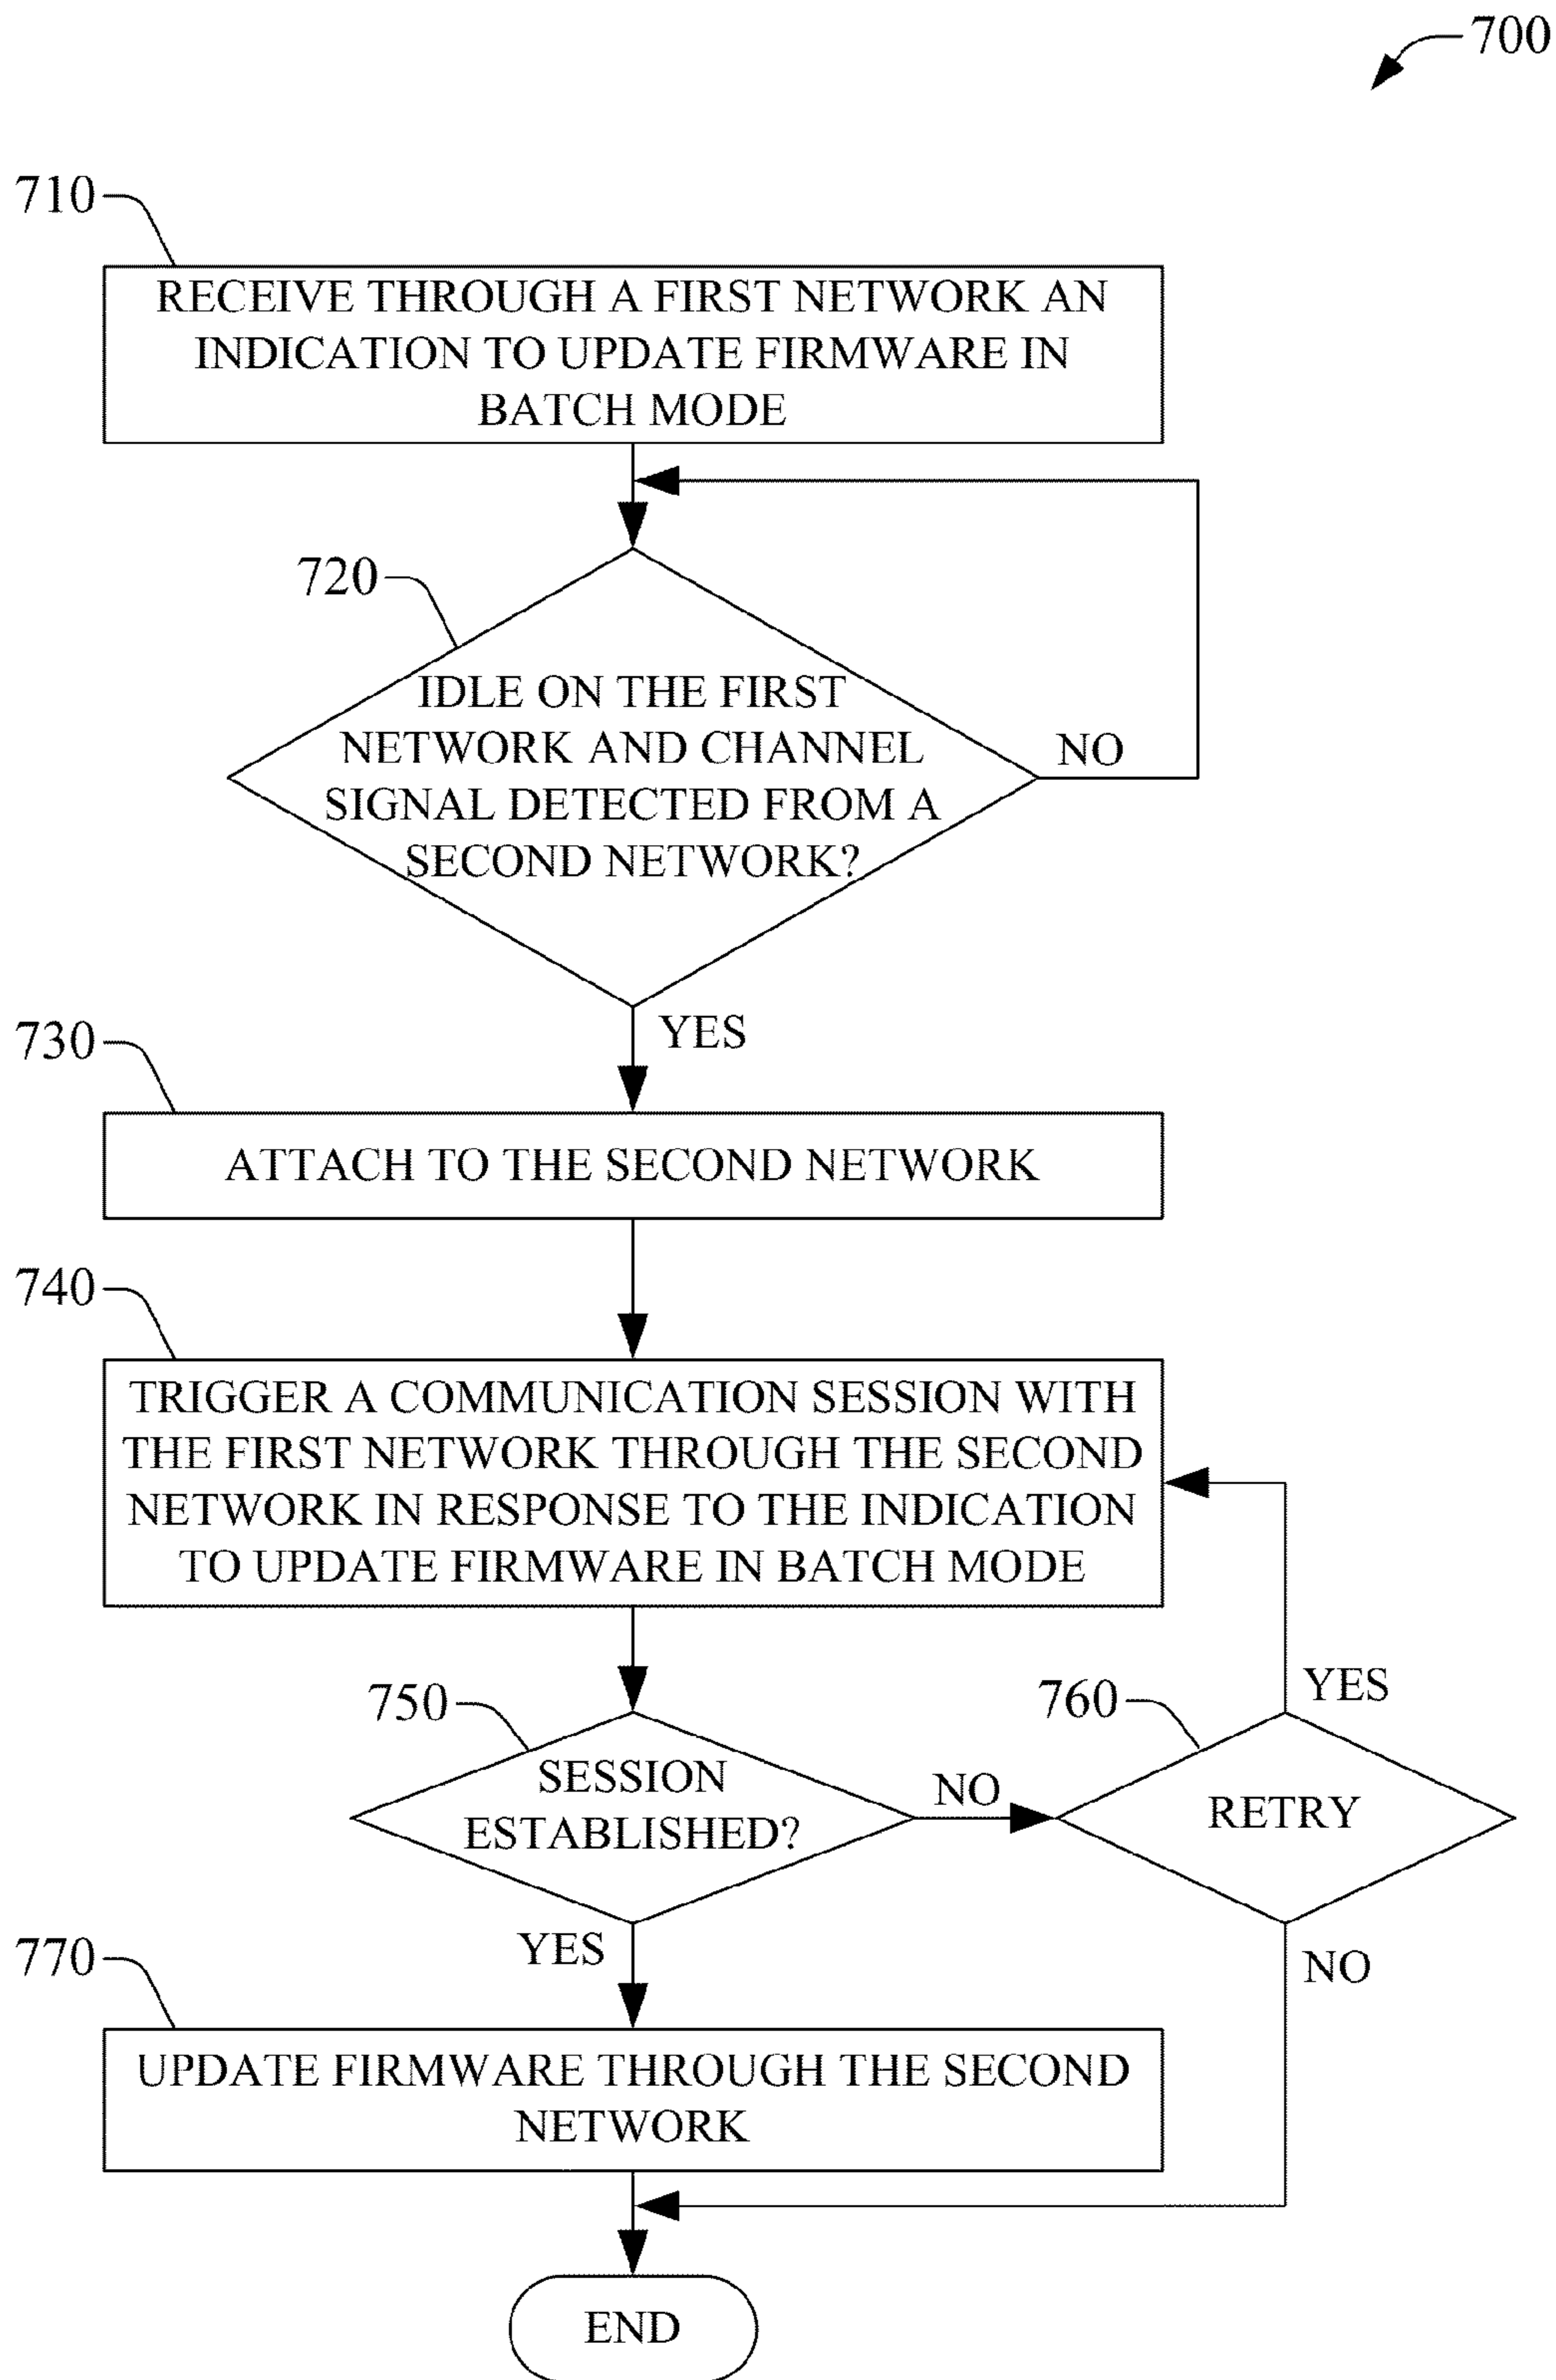 700
710
RECEIVE THROUGH A FIRST NETWORK AN
INDICATION TO UPDATE FIRMWARE IN
BATCH MODE
720
IDLE ON THE FIRST
NETWORK AND CHANNEL
SIGNAL DETECTED FROM A
SECOND NETWORK?
NO
YES
730
ATTACH TO THE SECOND NETWORK
740
TRIGGER A COMMUNICATION SESSION WITH
THE FIRST NETWORK THROUGH THE SECOND
NETWORK IN RESPONSE TO THE INDICATION
TO UPDATE FIRMWARE IN BATCH MODE
750
SESSION
ESTABLISHED?
NO
760
YES
RETRY
YES
NO
770
UPDATE FIRMWARE THROUGH THE SECOND
NETWORK
END